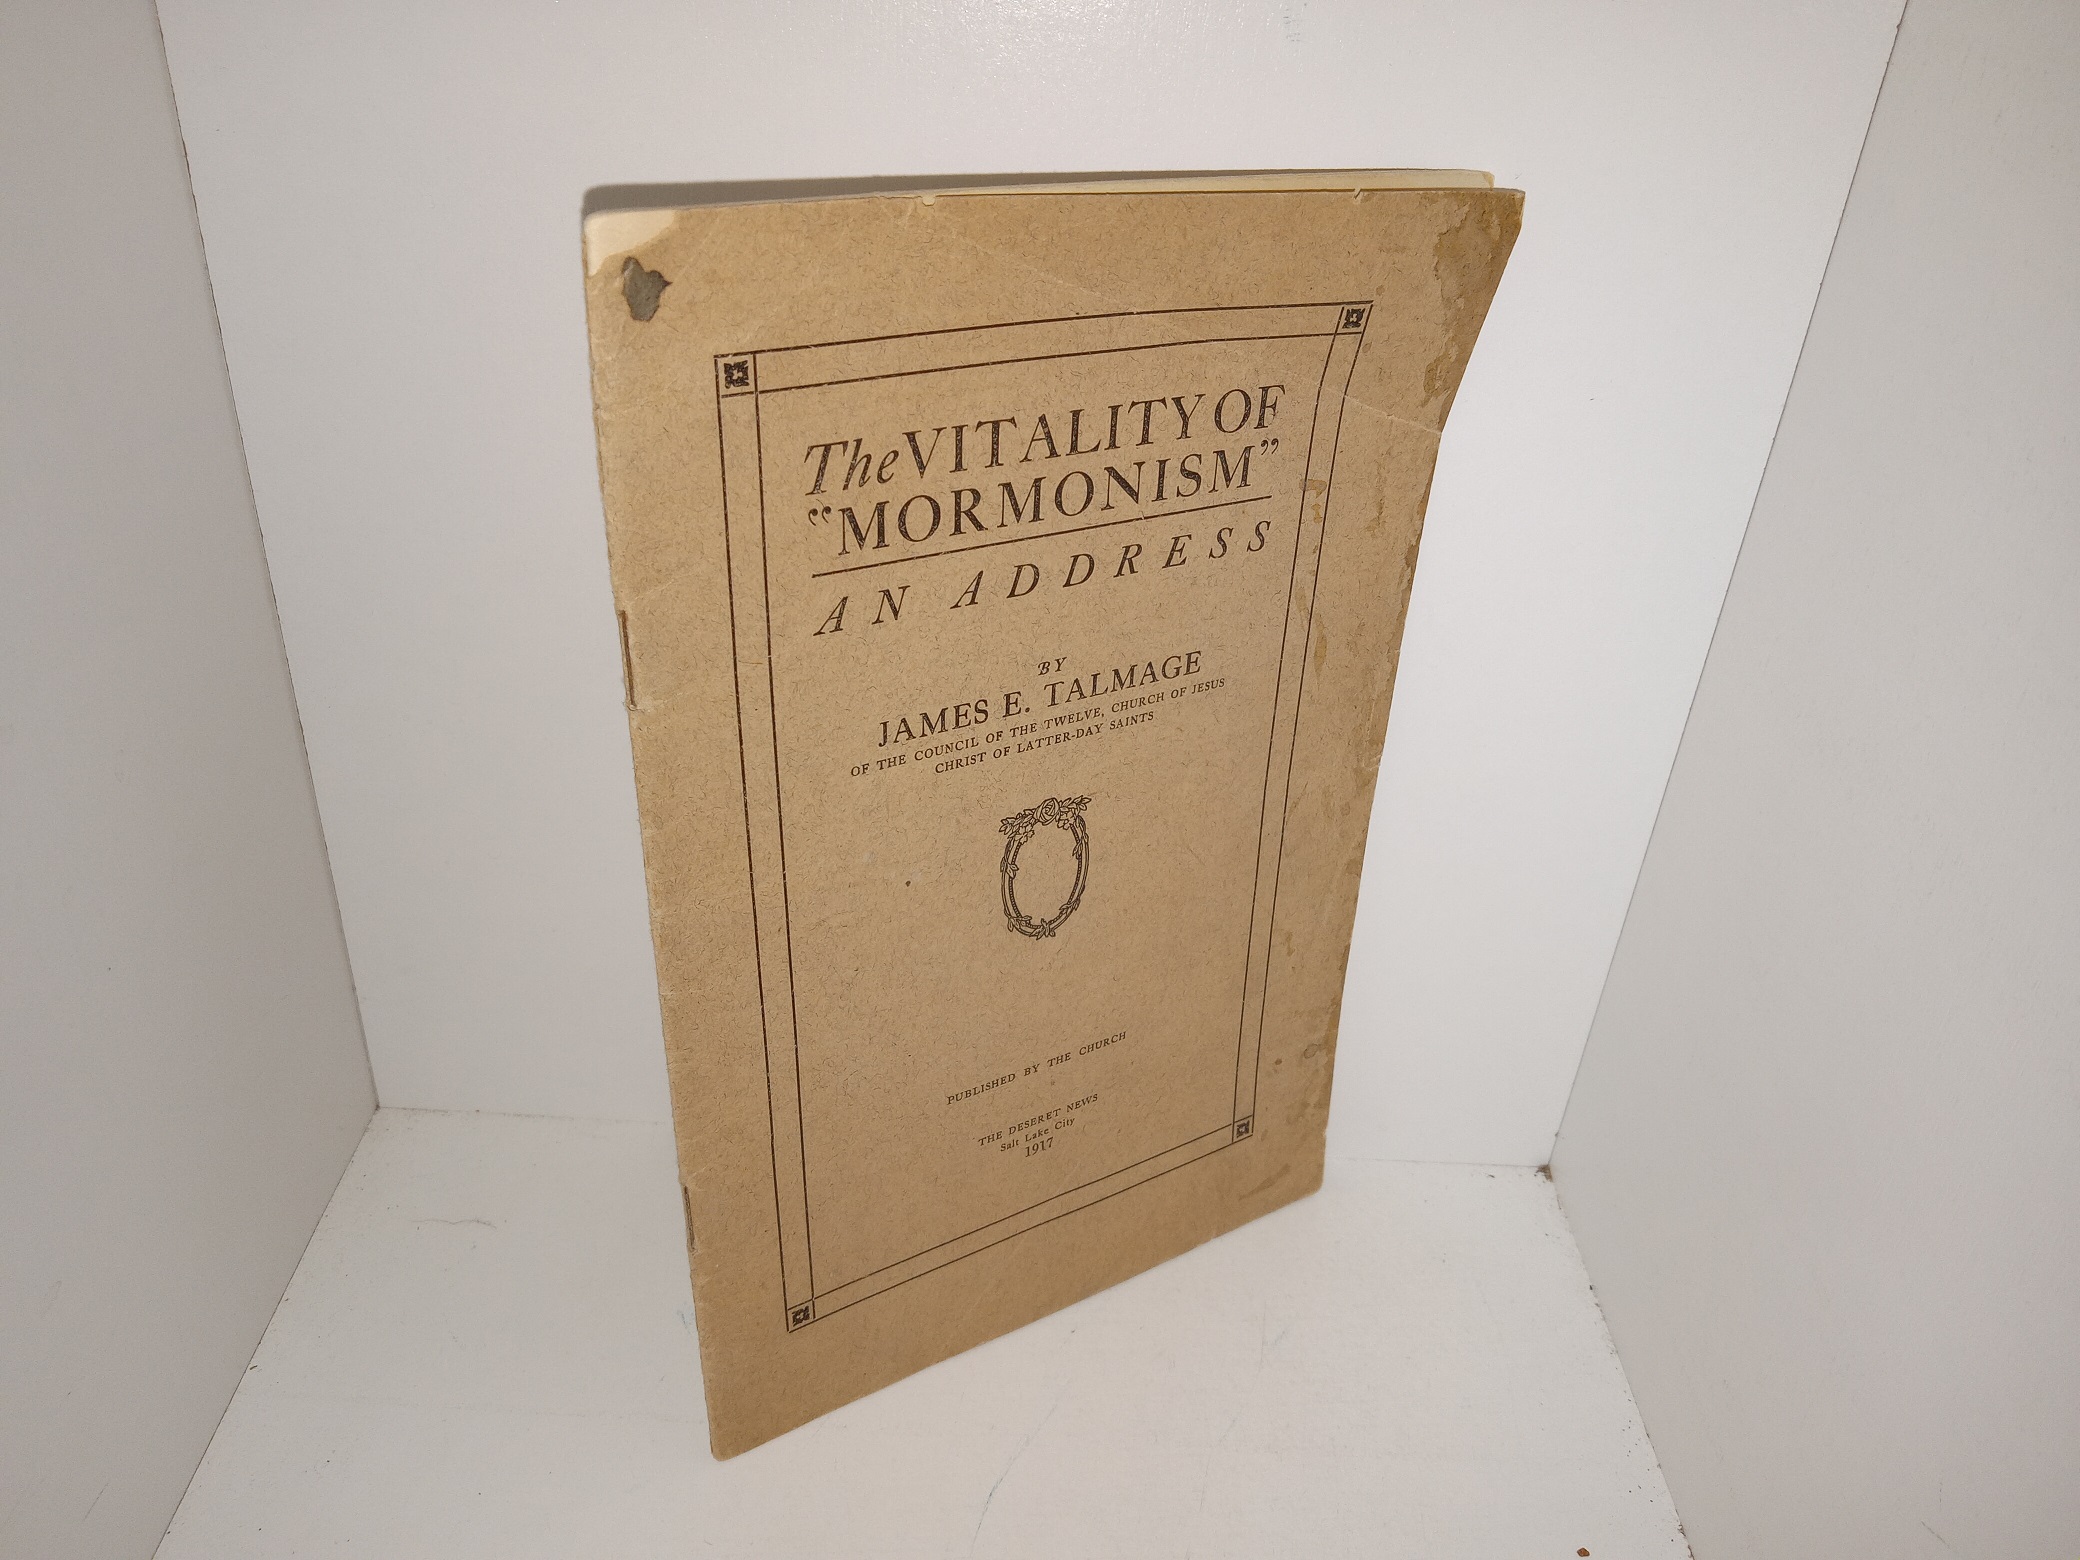 The VITALITY OF
“MORMONISM”
AN ADDRESS
BY
JAMES E. TALMAGE
OF THE COUNCIL OF THE TWELVE, CHURCH OF JESUS
CHRIST OF LATTER-DAY SAINTS
PUBLISHED BY THE CHURCH
THE DESERET NEWS
Salt Lake City
1917